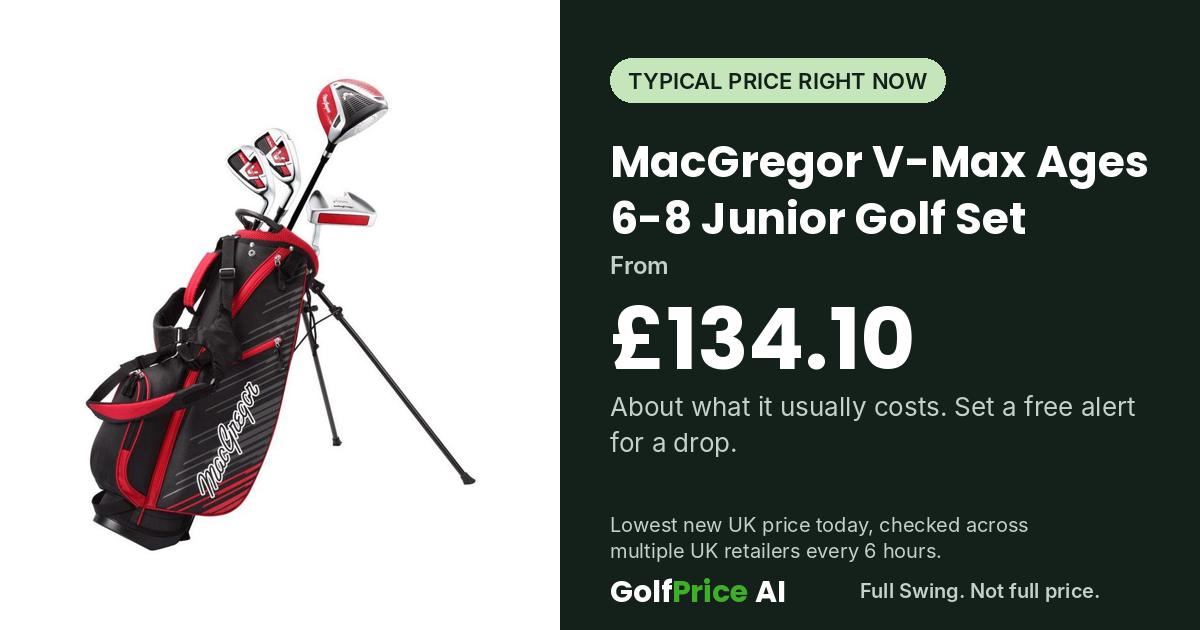 TYPICAL PRICE RIGHT NOW
MacGregor V-Max Ages
6-8 Junior Golf Set
From
£134.10
About what it usually costs. Set a free alert
for a drop.
Lowest new UK price today, checked across
multiple UK retailers every 6 hours.
GolfPrice AI
Full Swing. Not full price.
MacGregor